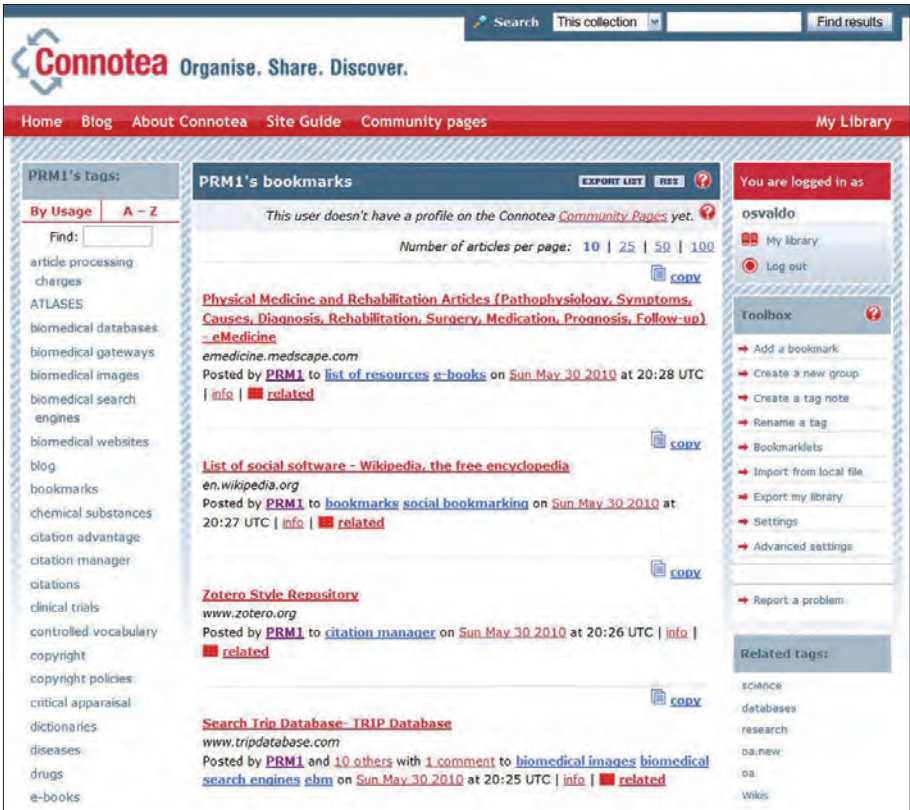 Search This collection Find results
Connotea Organise. Share. Discover.
Home Blog About Connotea Site Guide Community pages My Library
PRM1's tags:
By Usage A - Z
Find:
article processing
charges
ATLASES
biomedical databases
biomedical gateways
biomedical images
biomedical search
engines
biomedical websites
blog
bookmarks
chemical substances
citation advantage
citation manager
citations
clinical trials
controlled vocabulary
copyright
copyright policies
critical apparaisal
dictionaries
diseases
drugs
e-books
PRM1's bookmarks EXPORT LIST RSS ?
This user doesn't have a profile on the Connotea Community Pages yet. ?
Number of articles per page: 10 | 25 | 50 | 100
copy
Physical Medicine and Rehabilitation Articles (Pathophysiology, Symptoms,
Causes, Diagnosis, Rehabilitation, Surgery, Medication, Prognosis, Follow-up)
- eMedicine
emedicine.medscape.com
Posted by PRM1 to list of resources e-books on Sun May 30 2010 at 20:28 UTC
| info | related
copy
List of social software - Wikipedia, the free encyclopedia
en.wikipedia.org
Posted by PRM1 to bookmarks social bookmarking on Sun May 30 2010 at
20:27 UTC | info | related
copy
Zotero Style Repository
www.zotero.org
Posted by PRM1 to citation manager on Sun May 30 2010 at 20:26 UTC | info |
related
copy
Search Trip Database- TRIP Database
www.tripdatabase.com
Posted by PRM1 and 10 others with 1 comment to biomedical images biomedical
search engines ebm on Sun May 30 2010 at 20:25 UTC | info | related
You are logged in as
osvaldo
My library
Log out
Toolbox ?
Add a bookmark
Create a new group
Create a tag note
Rename a tag
Bookmarklets
Import from local file
Export my library
Settings
Advanced settings
Report a problem
Related tags:
science
databases
research
oa.new
oa
Wikis